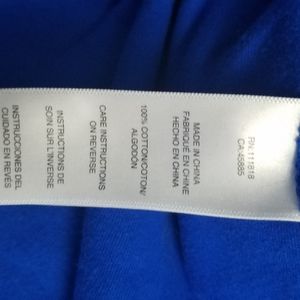 RN:111818
CA:45885
MADE IN CHINA
FABRIQUÉ EN CHINE
HECHO EN CHINA
100% COTTON/COTON/
ALGODÓN
CARE INSTRUCTIONS
ON REVERSE
INSTRUCTIONS DE
SOIN SUR L'INVERSE
INSTRUCCIONES DEL
CUIDADO EN REVÉS